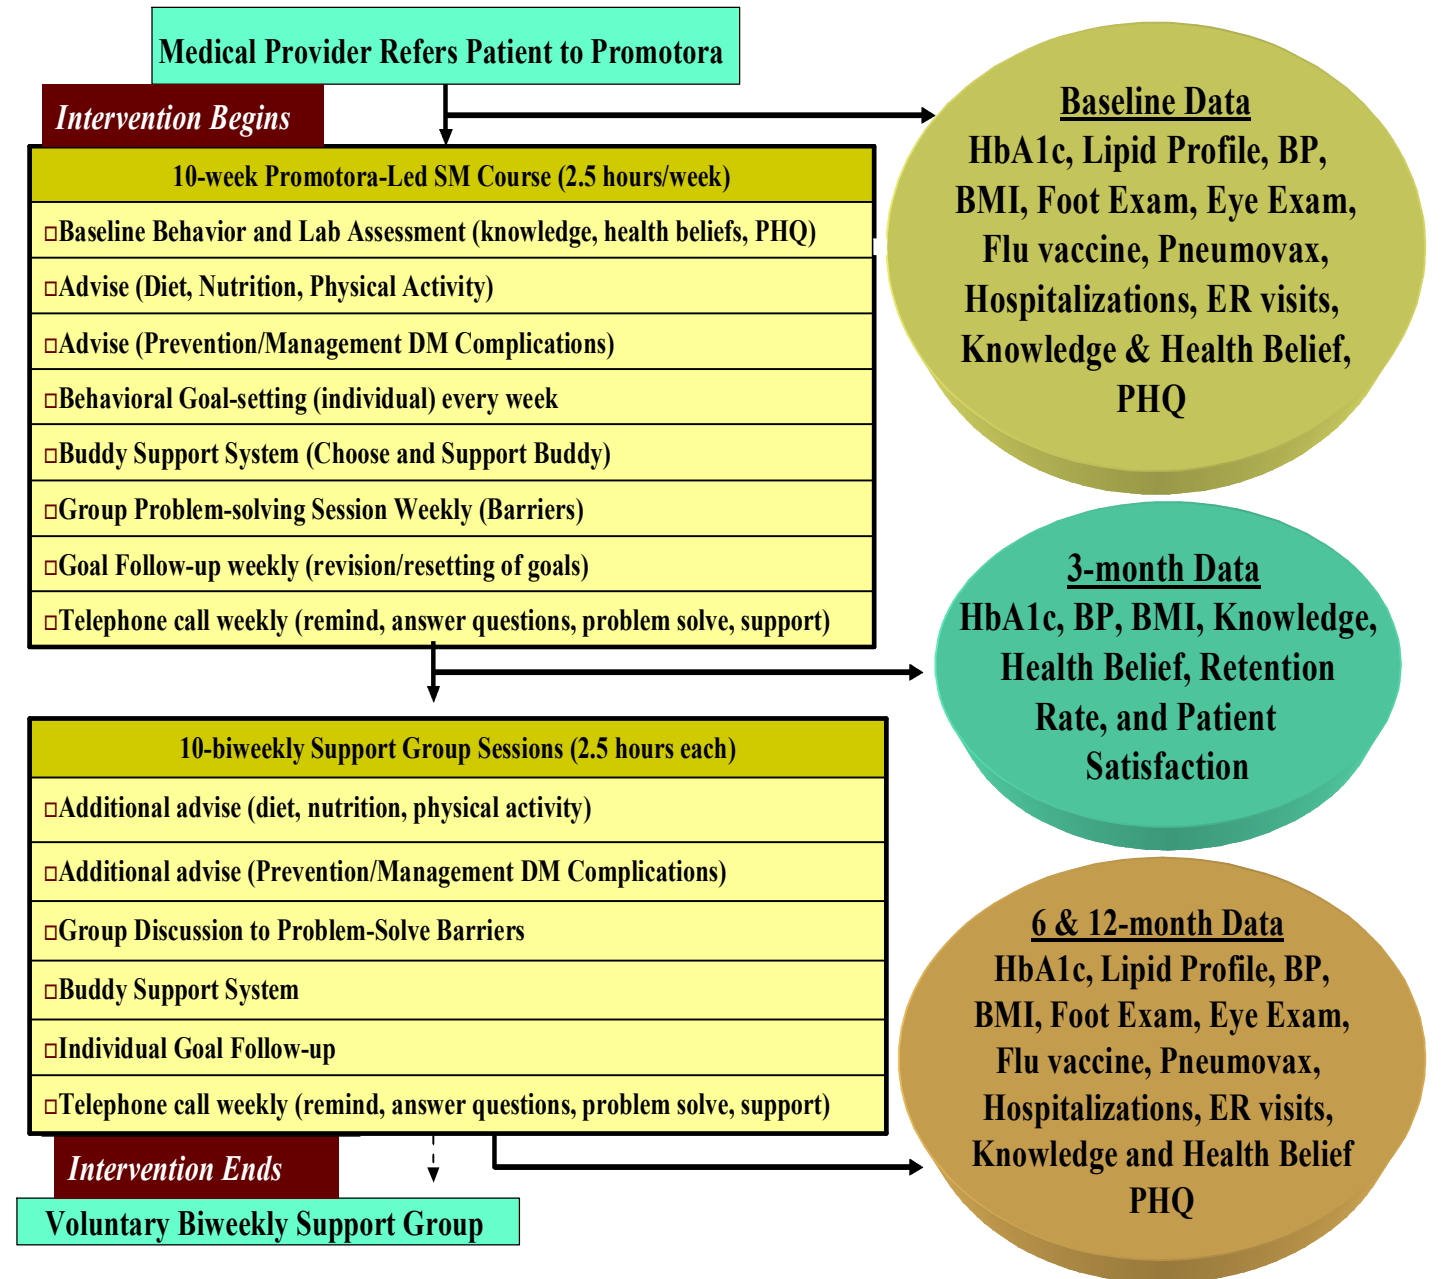 Medical Provider Refers Patient to Promotora
Intervention Begins
10-week Promotora-Led SM Course (2.5 hours/week)
□Baseline Behavior and Lab Assessment (knowledge, health beliefs, PHQ)
□Advise (Diet, Nutrition, Physical Activity)
□Advise (Prevention/Management DM Complications)
□Behavioral Goal-setting (individual) every week
□Buddy Support System (Choose and Support Buddy)
□Group Problem-solving Session Weekly (Barriers)
□Goal Follow-up weekly (revision/resetting of goals)
□Telephone call weekly (remind, answer questions, problem solve, support)
10-biweekly Support Group Sessions (2.5 hours each)
□Additional advise (diet, nutrition, physical activity)
□Additional advise (Prevention/Management DM Complications)
□Group Discussion to Problem-Solve Barriers
□Buddy Support System
□Individual Goal Follow-up
□Telephone call weekly (remind, answer questions, problem solve, support)
Intervention Ends
Voluntary Biweekly Support Group
Baseline Data
HbA1c, Lipid Profile, BP,
BMI, Foot Exam, Eye Exam,
Flu vaccine, Pneumovax,
Hospitalizations, ER visits,
Knowledge & Health Belief,
PHQ
3-month Data
HbA1c, BP, BMI, Knowledge,
Health Belief, Retention
Rate, and Patient
Satisfaction
6 & 12-month Data
HbA1c, Lipid Profile, BP,
BMI, Foot Exam, Eye Exam,
Flu vaccine, Pneumovax,
Hospitalizations, ER visits,
Knowledge and Health Belief
PHQ